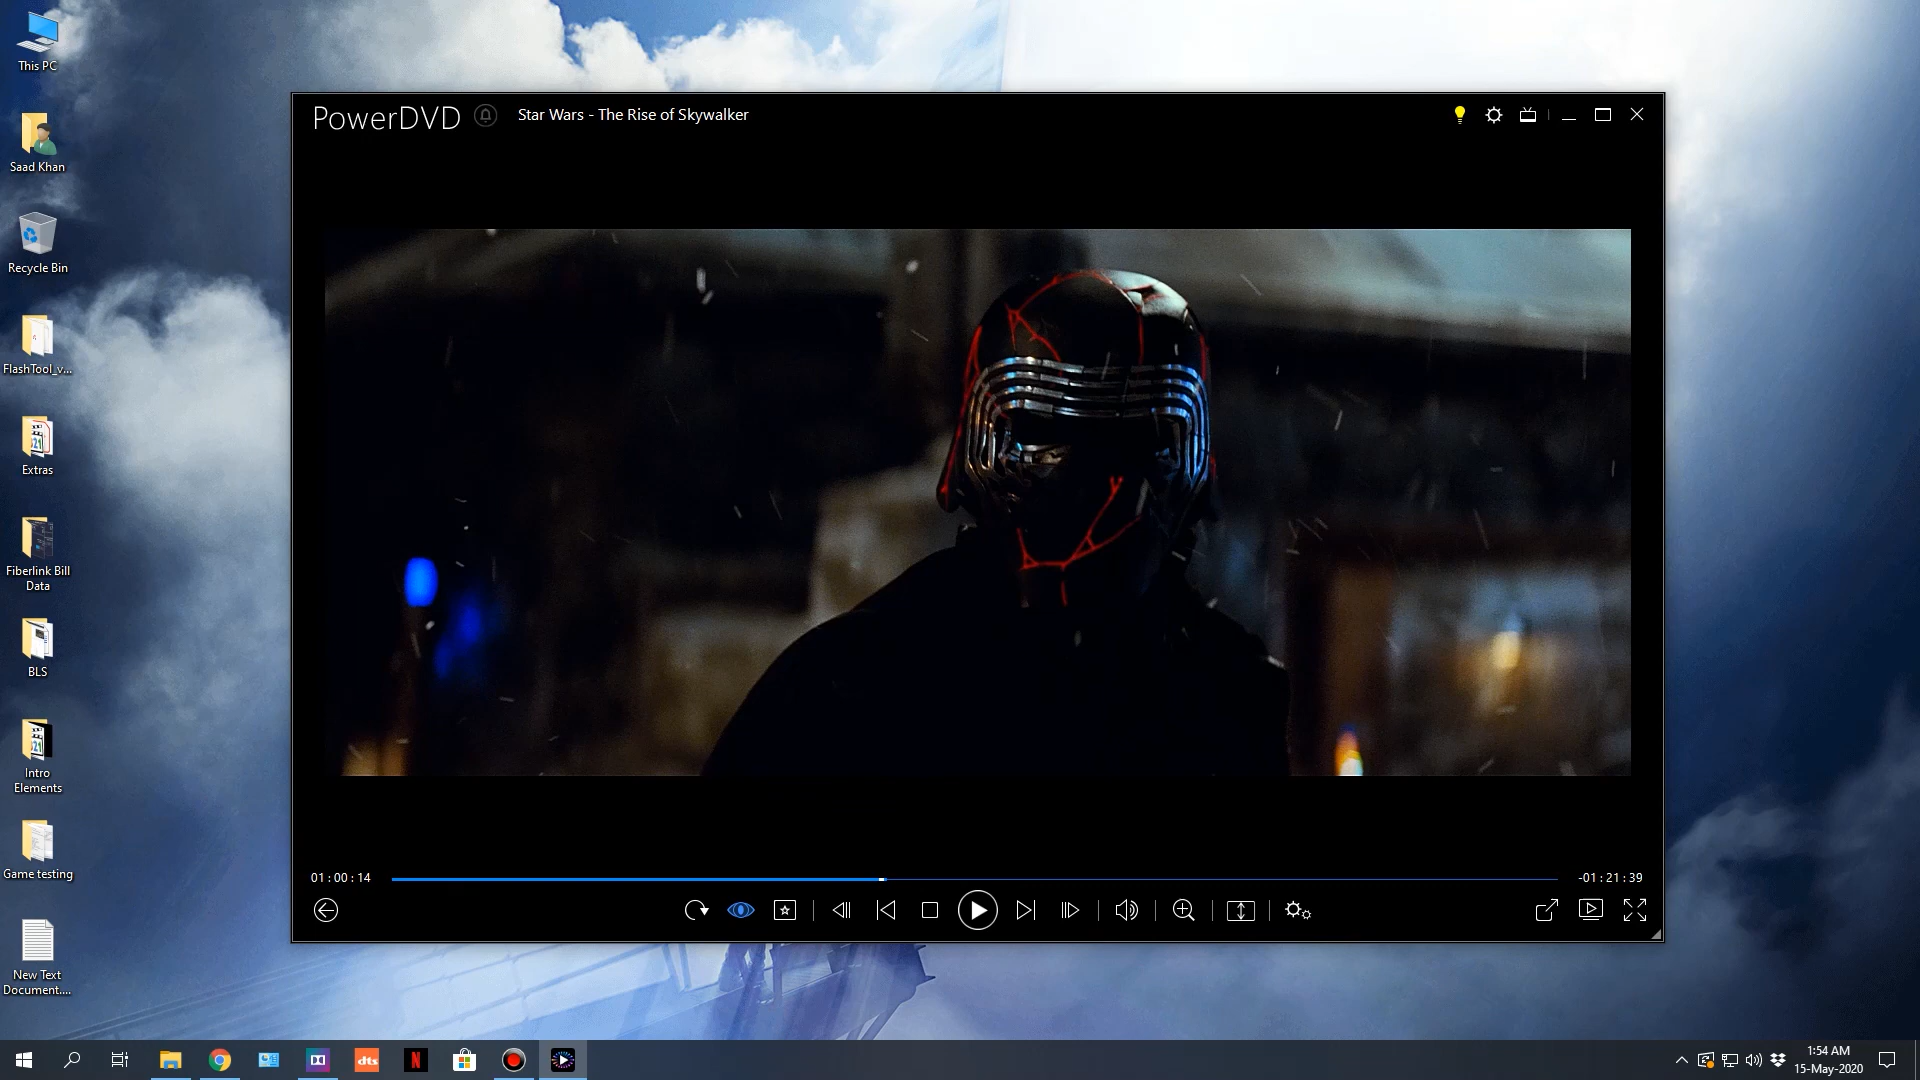 This PC
Saad Khan
Recycle Bin
FlashTool_v...
Extras
Fiberlink Bill
Data
BLS
Intro
Elements
Game testing
New Text
Document....
PowerDVD
Star Wars - The Rise of Skywalker
01 : 00 : 14
-01 : 21 : 39
dts
N
1:54 AM
15-May-2020